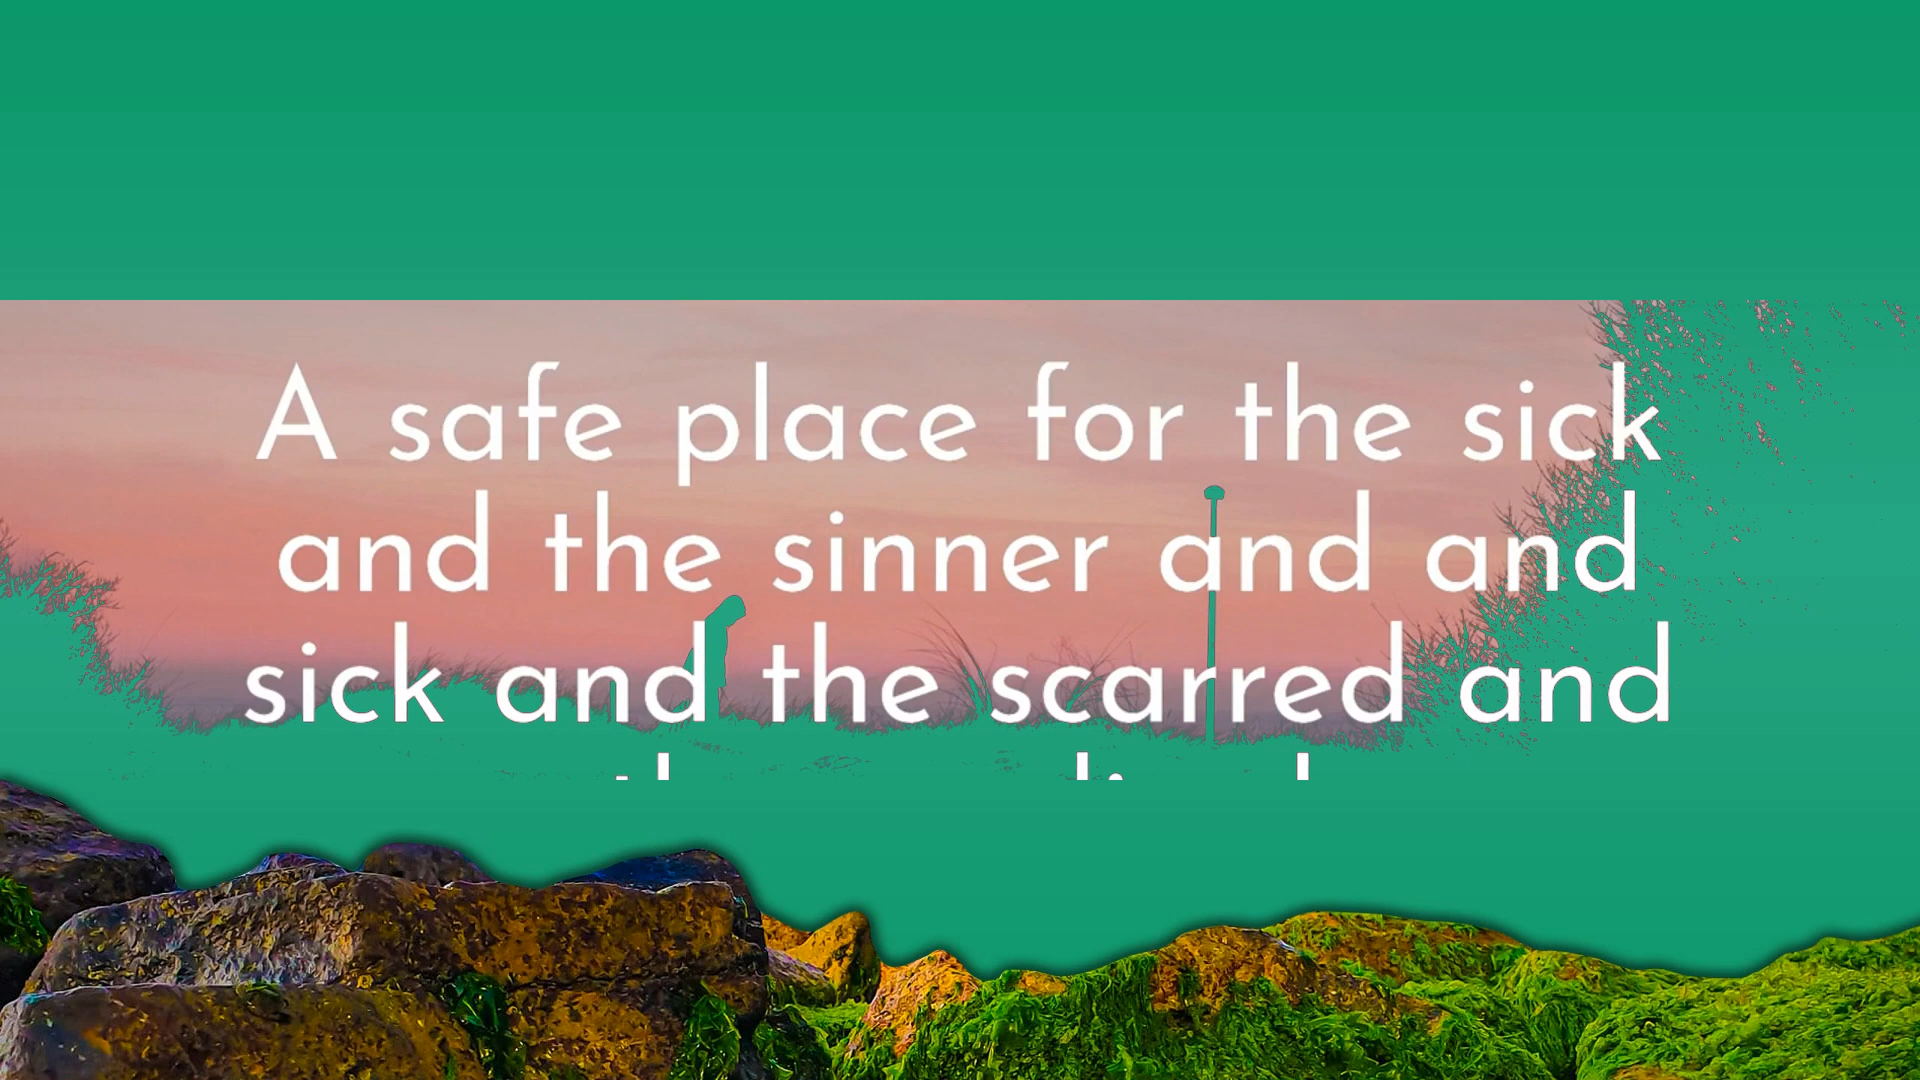 A safe place for the sick
and the sinner and and
sick and the scarred and